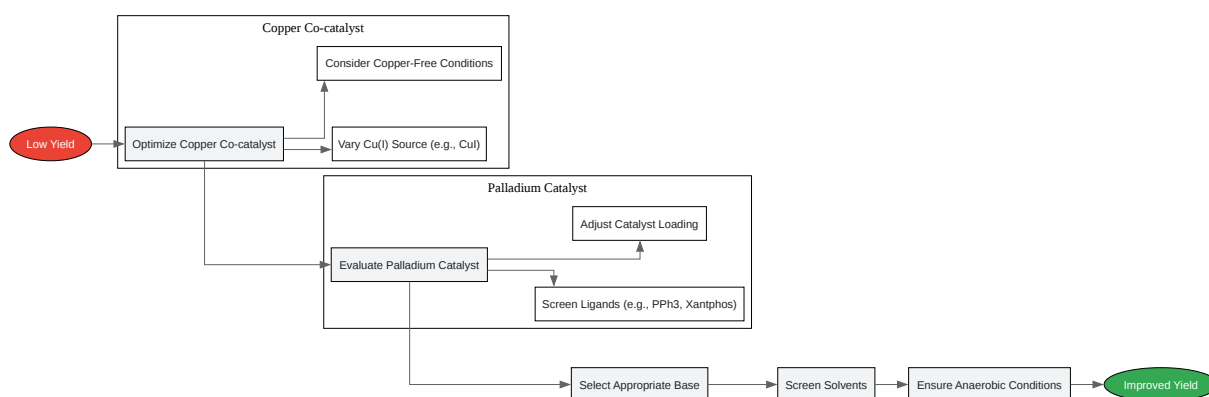 Copper Co-catalyst
Consider Copper-Free Conditions
Low Yield
Optimize Copper Co-catalyst
Vary Cu(I) Source (e.g., CuI)
Palladium Catalyst
Adjust Catalyst Loading
Evaluate Palladium Catalyst
Screen Ligands (e.g., PPh3, Xantphos)
Select Appropriate Base
Screen Solvents
Ensure Anaerobic Conditions
Improved Yield